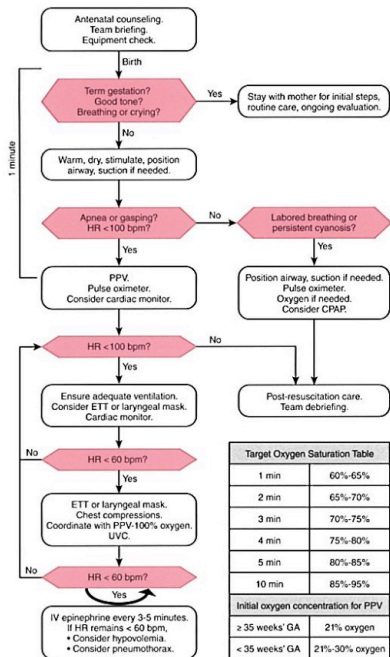 Antenatal counseling.
Team briefing.
Equipment check.
Birth
1 minute
Term gestation?
Good tone?
Breathing or crying?
Yes
Stay with mother for initial steps,
routine care, ongoing evaluation.
No
Warm, dry, stimulate, position
airway, suction if needed.
Apnea or gasping?
HR <100 bpm?
No
Labored breathing or
persistent cyanosis?
Yes
Yes
PPV.
Pulse oximeter.
Consider cardiac monitor.
Position airway, suction if needed.
Pulse oximeter.
Oxygen if needed.
Consider CPAP.
HR <100 bpm?
No
Yes
Ensure adequate ventilation.
Consider ETT or laryngeal mask.
Cardiac monitor.
Post-resuscitation care.
Team debriefing.
No
HR < 60 bpm?
Yes
ETT or laryngeal mask.
Chest compressions.
Coordinate with PPV-100% oxygen.
UVC.
No
HR < 60 bpm?
Yes
IV epinephrine every 3-5 minutes.
If HR remains < 60 bpm,
• Consider hypovolemia.
• Consider pneumothorax.
Target Oxygen Saturation Table
1 min 60%-65%
2 min 65%-70%
3 min 70%-75%
4 min 75%-80%
5 min 80%-85%
10 min 85%-95%
Initial oxygen concentration for PPV
≥ 35 weeks' GA 21% oxygen
< 35 weeks' GA 21%-30% oxygen